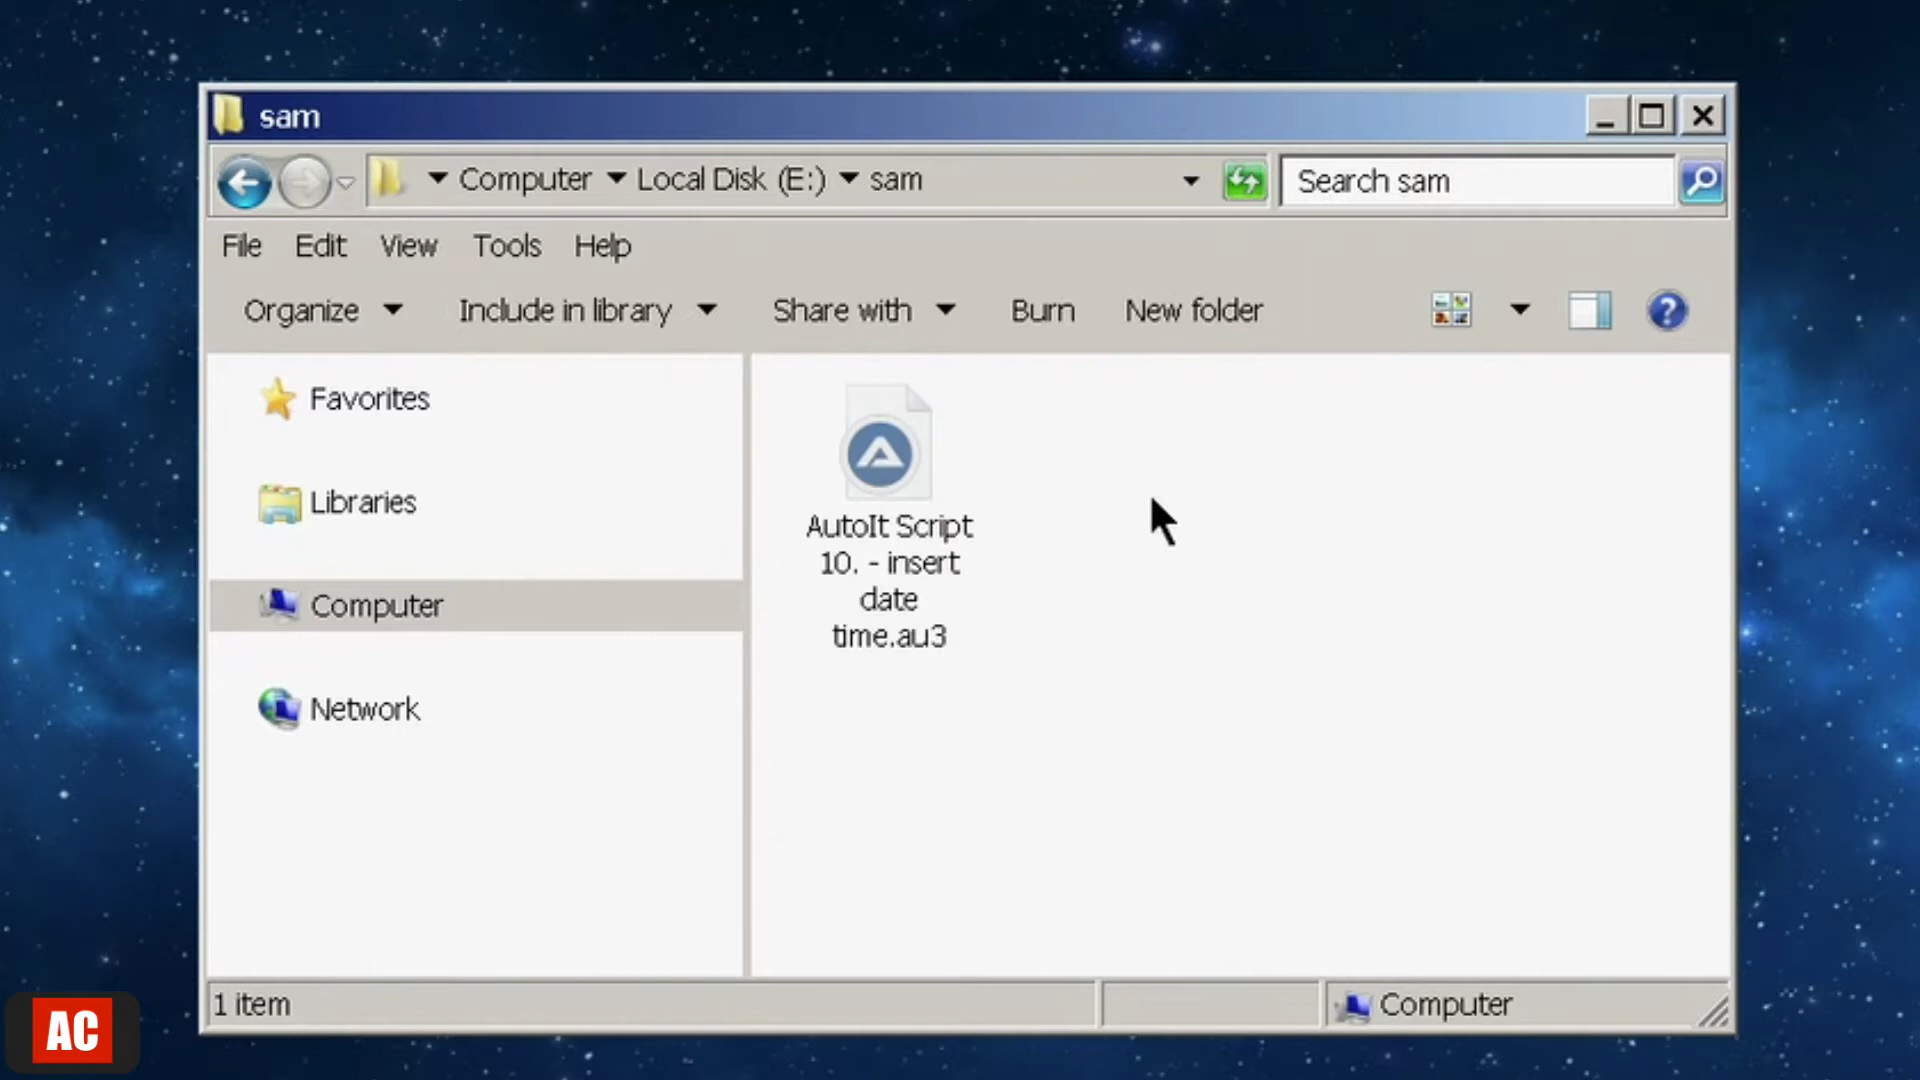 sam
Computer Local Disk (E:) sam
Search sam
File Edit View Tools Help
Organize Include in library Share with Burn New folder
Favorites
Libraries
Computer
Network
AutoIt Script
10. - insert
date
time.au3
1 item
Computer
AC